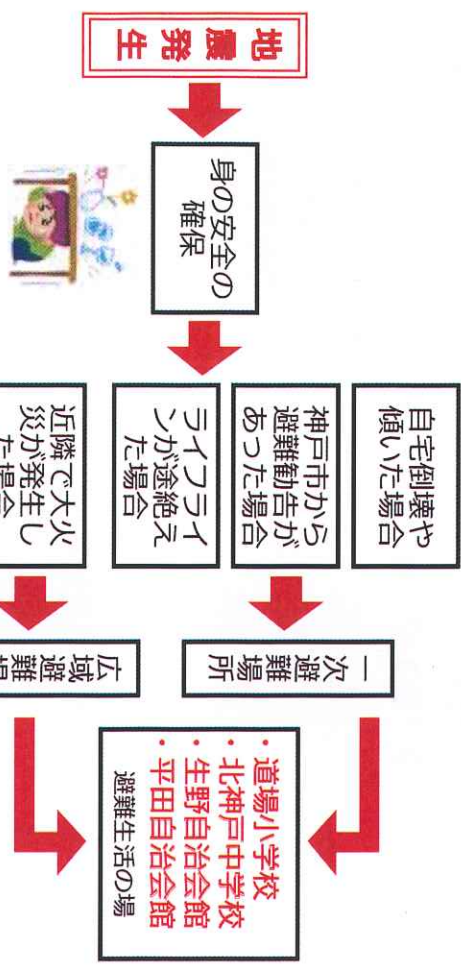 地震発生
身の安全の
確保
自宅倒壊や
傾いた場合
神戸市から
避難勧告が
あった場合
ライフライ
ンが途絶え
た場合
近隣で大火
災が発生し
た場合
一次避難場
所
広域避難場
・道場小学校
・北神戸中学校
・生野自治会館
・平田自治会館
避難生活の場